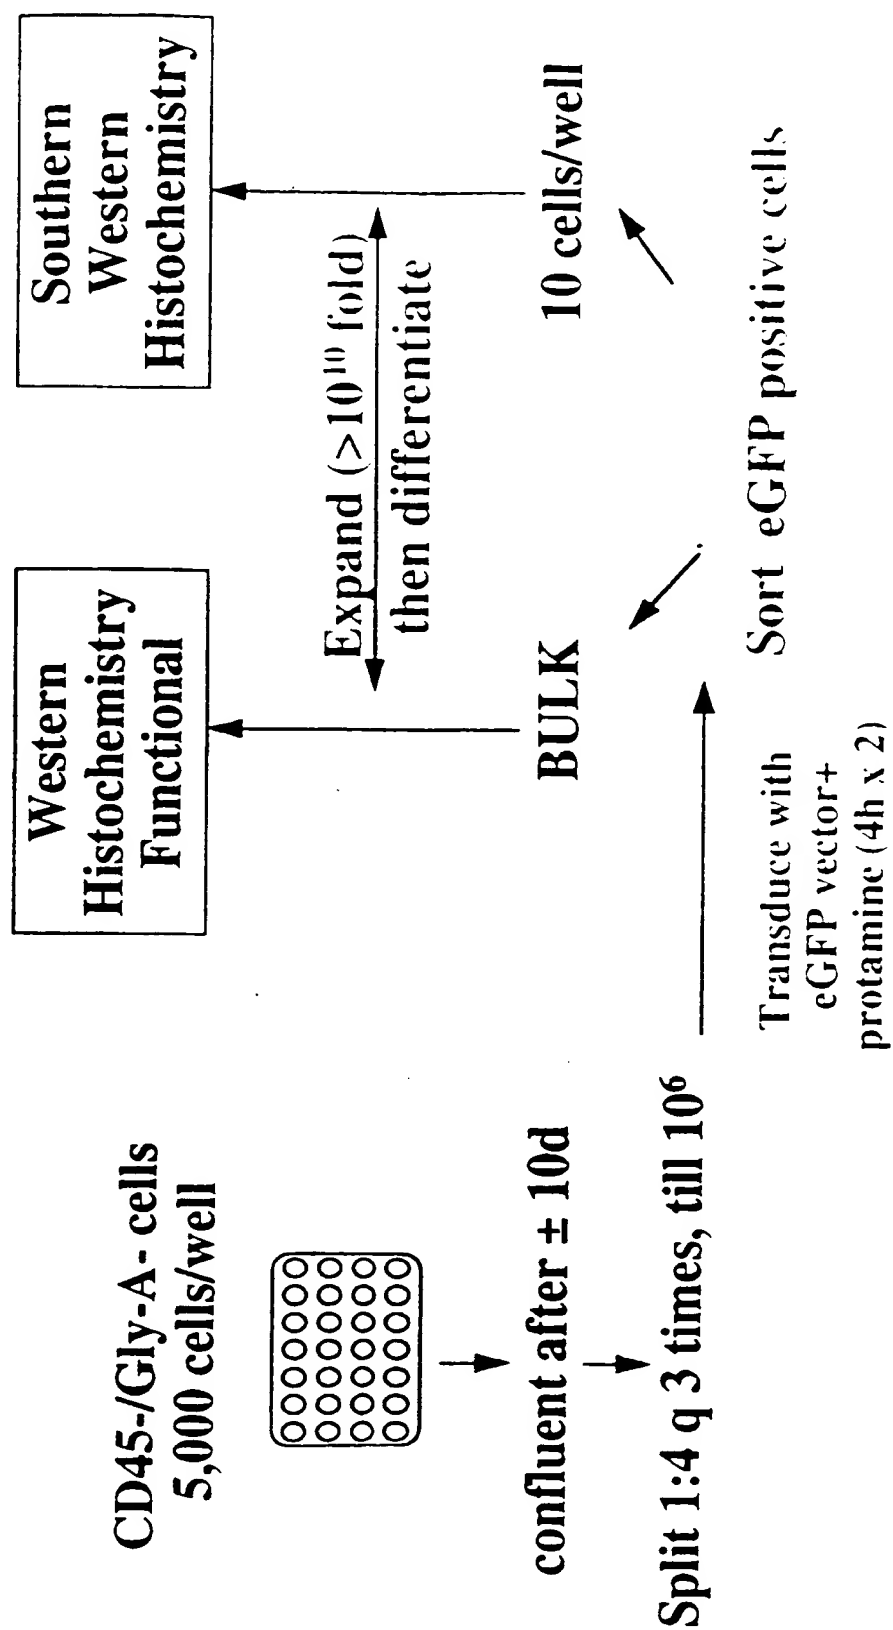 CD45-/Gly-A- cells
5,000 cells/well
confluent after ± 10d
Split 1:4 q 3 times, till 10⁶
Transduce with
eGFP vector+
protamine (4h x 2)
Sort eGFP positive cells
BULK
10 cells/well
Expand (>10¹⁰ fold)
then differentiate
Western
Histochemistry
Functional
Southern
Western
Histochemistry